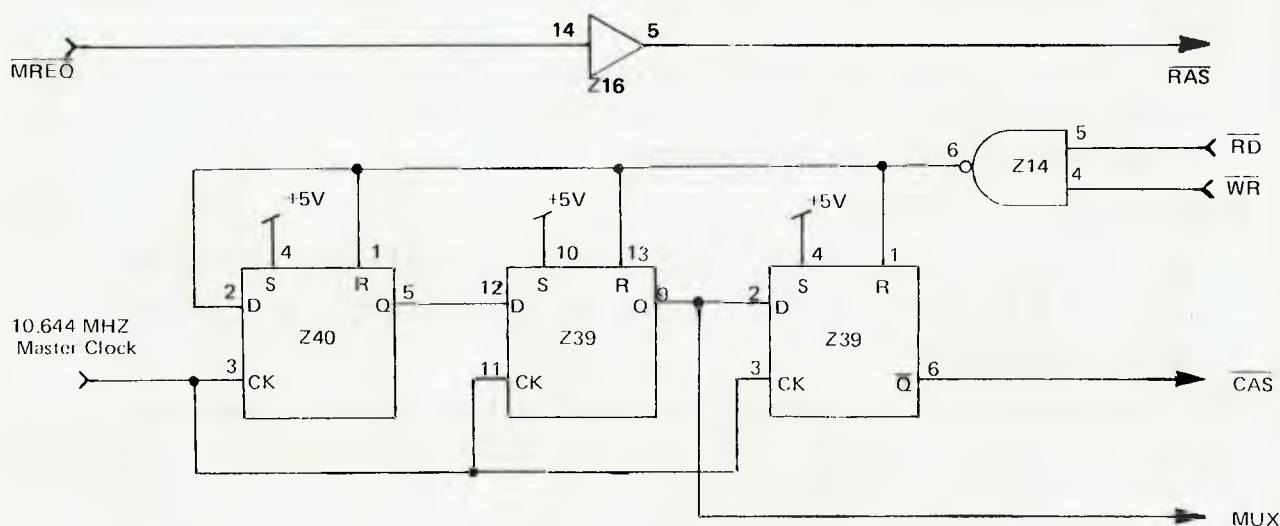 14
5
MREQ
Z16
RAS
6
5
Z14
RD
4
WR
+5V
+5V
+5V
4
1
10
13
4
1
S
R
S
R
S
R
2
D
Q
5
12
D
Q
9
2
D
10.644 MHZ
Master Clock
Z40
Z39
Z39
3
CK
11
CK
3
CK
Q
6
CAS
MUX